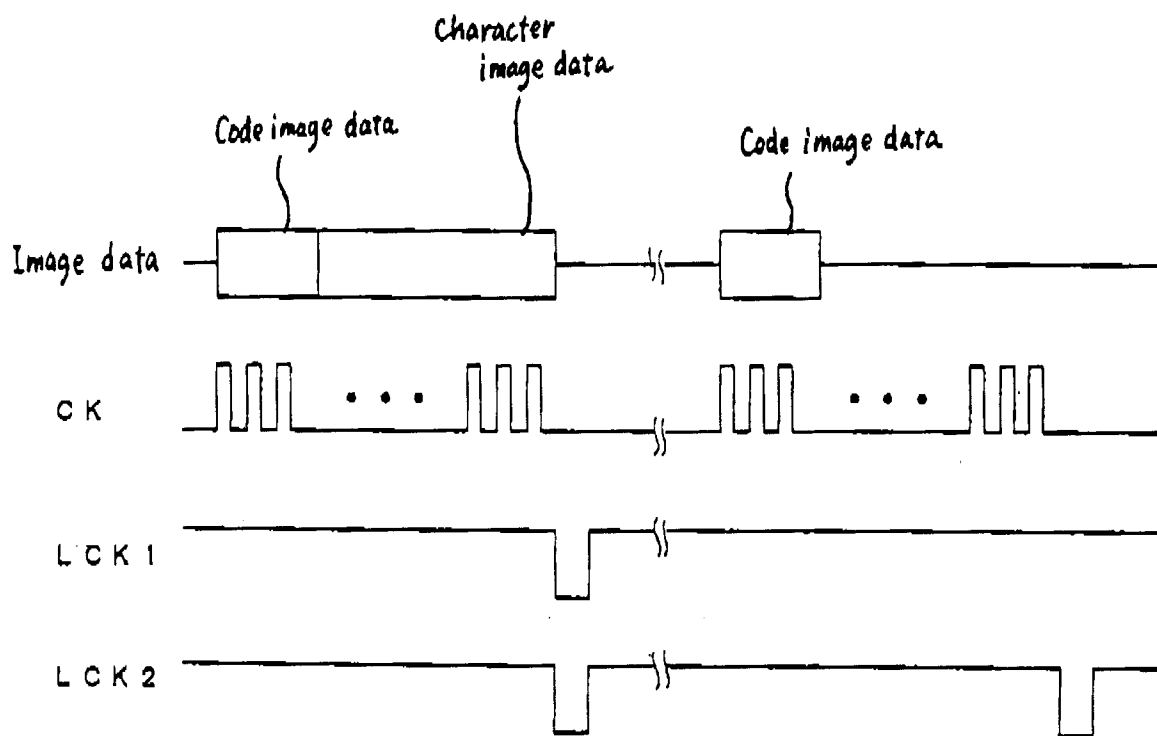 Character
image data
Code image data
Code image data
Image data
CK
LCK1
LCK2